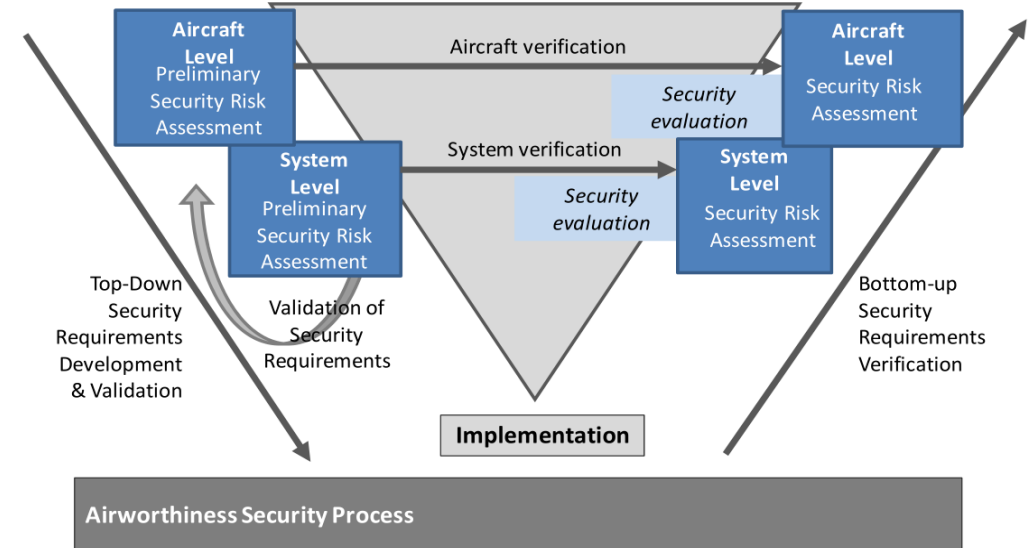 Aircraft
Level
Preliminary
Security Risk
Assessment
Aircraft verification
Aircraft
Level
Security Risk
Assessment
Security
evaluation
System
Level
Preliminary
Security Risk
Assessment
System verification
System
Level
Security Risk
Assessment
Security
evaluation
Top-Down
Security
Requirements
Development
& Validation
Validation of
Security
Requirements
Bottom-up
Security
Requirements
Verification
Implementation
Airworthiness Security Process